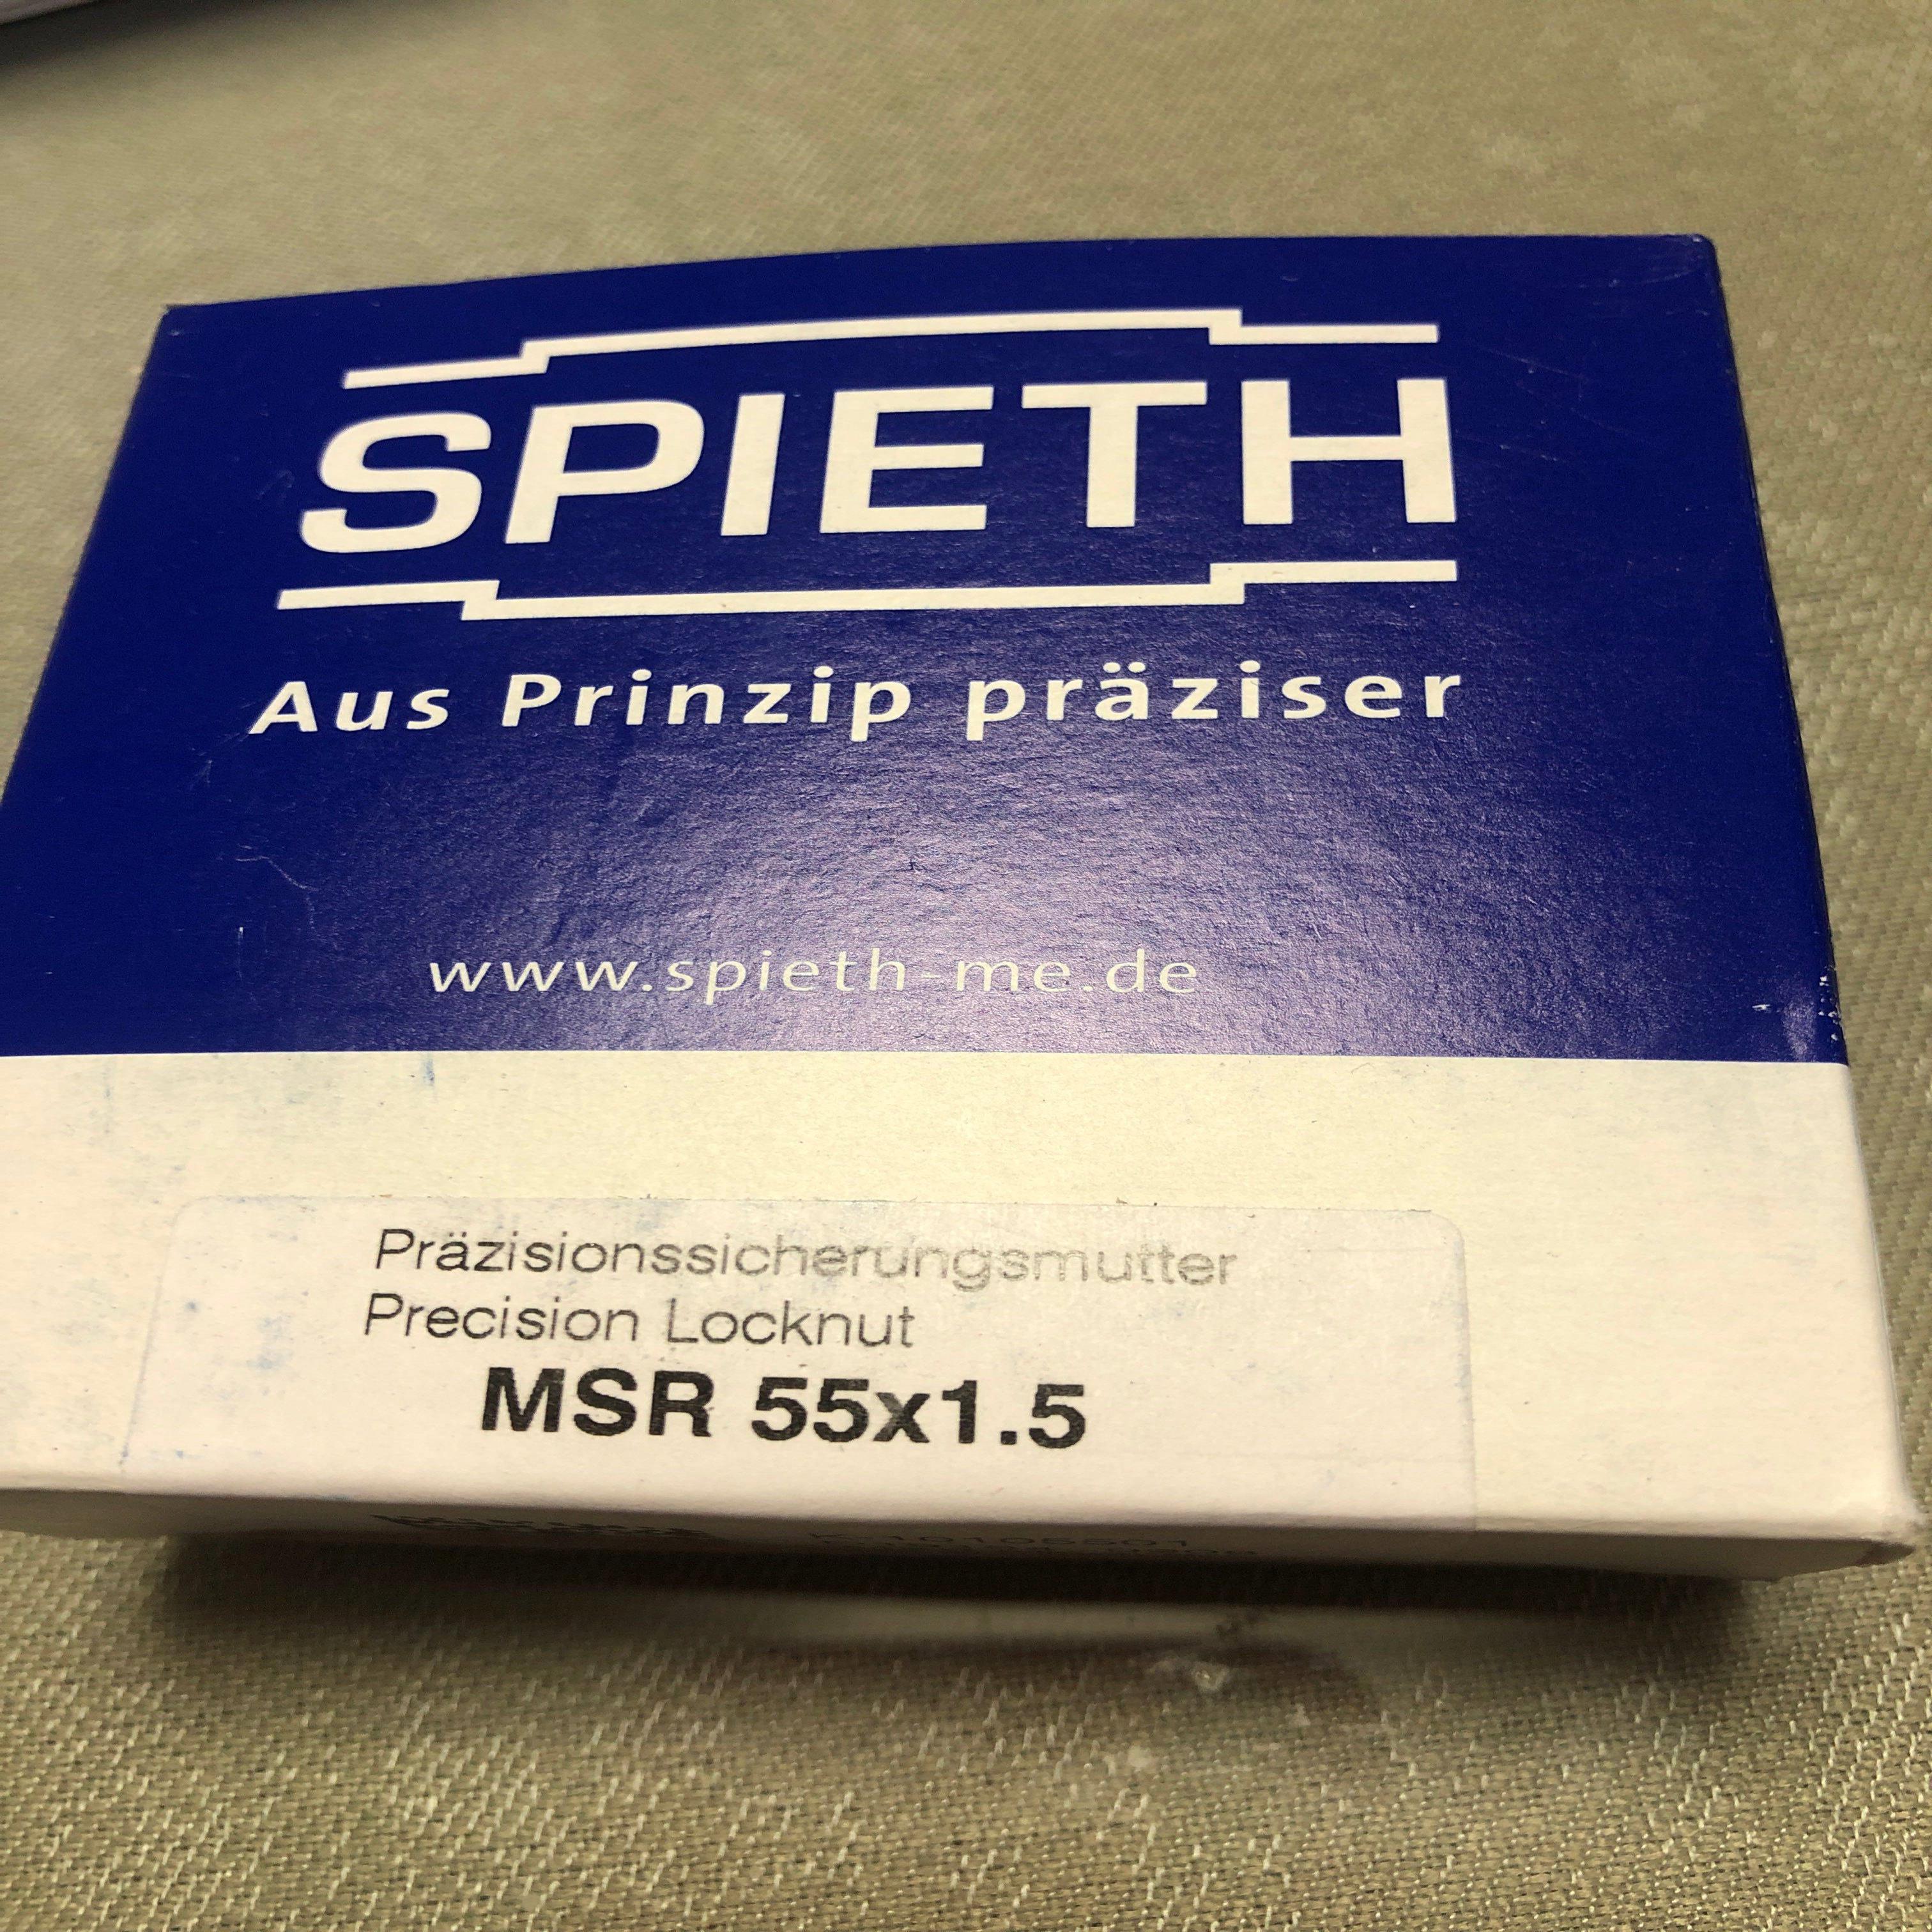 SPIETH
Aus Prinzip präziser
www.spieth-me.de
Präzisionssicherungsmutter
Precision Locknut
MSR 55x1.5